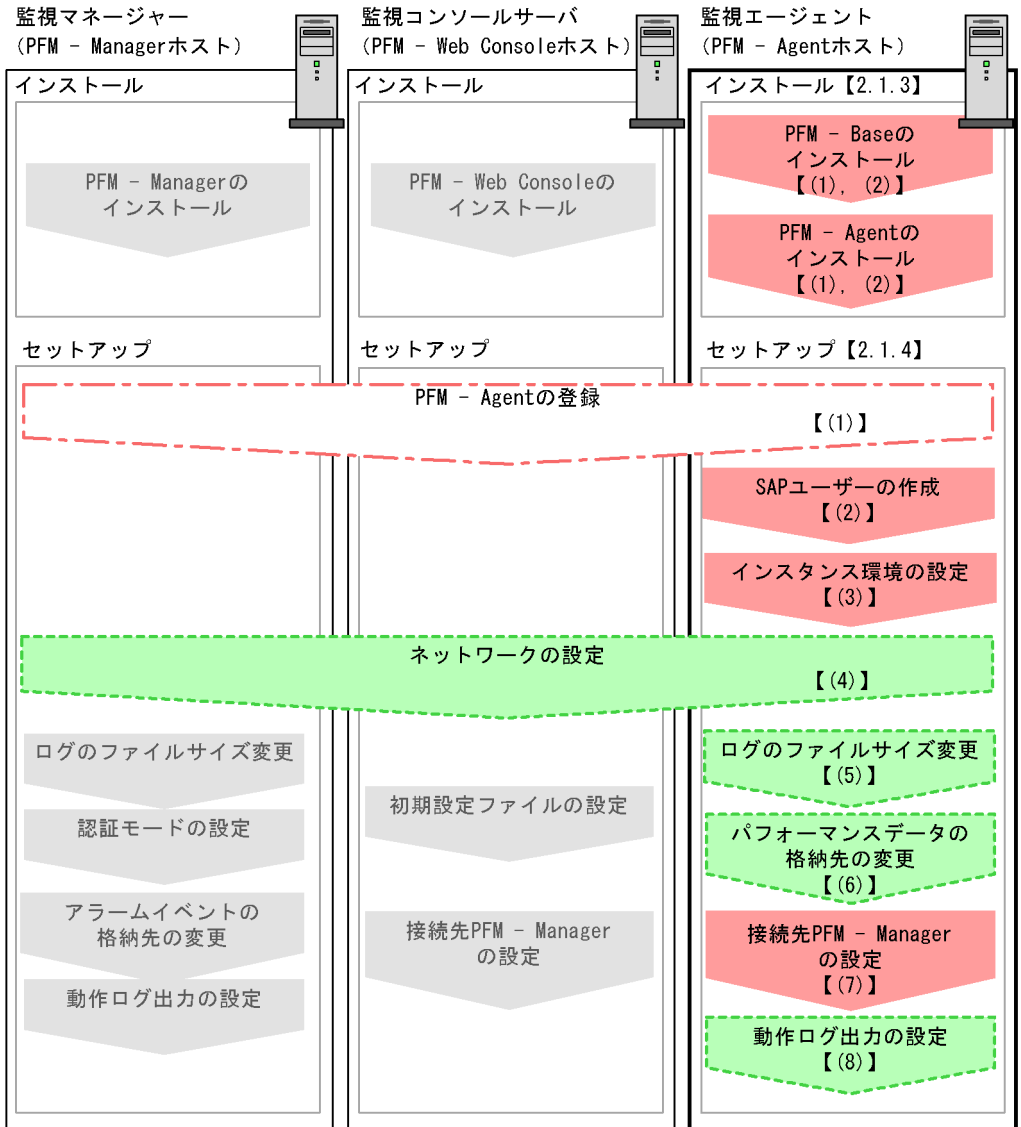 監視マネージャー
(PFM - Managerホスト)
インストール
PFM - Managerの
インストール
セットアップ
監視コンソールサーバ
(PFM - Web Consoleホスト)
インストール
PFM - Web Consoleの
インストール
セットアップ
監視エージェント
(PFM - Agentホスト)
インストール【2.1.3】
PFM - Baseの
インストール
【(1), (2)】
PFM - Agentの
インストール
【(1), (2)】
セットアップ【2.1.4】
PFM - Agentの登録
【(1)】
SAPユーザーの作成
【(2)】
インスタンス環境の設定
【(3)】
ネットワークの設定
【(4)】
ログのファイルサイズ変更
認証モードの設定
アラームイベントの
格納先の変更
動作ログ出力の設定
初期設定ファイルの設定
接続先PFM - Manager
の設定
ログのファイルサイズ変更
【(5)】
パフォーマンスデータの
格納先の変更
【(6)】
接続先PFM - Manager
の設定
【(7)】
動作ログ出力の設定
【(8)】